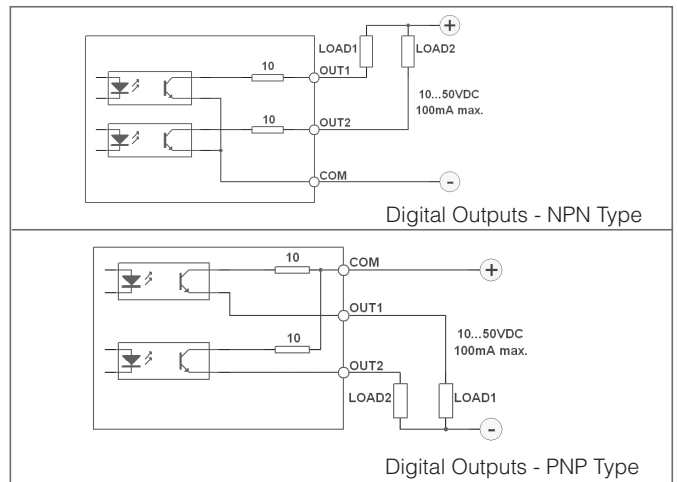 +
LOAD1 LOAD2
10 OUT1
10...50VDC
100mA max.
10 OUT2
COM
-
Digital Outputs - NPN Type
10 COM +
OUT1
10...50VDC
100mA max.
10
OUT2
LOAD2 LOAD1
-
Digital Outputs - PNP Type